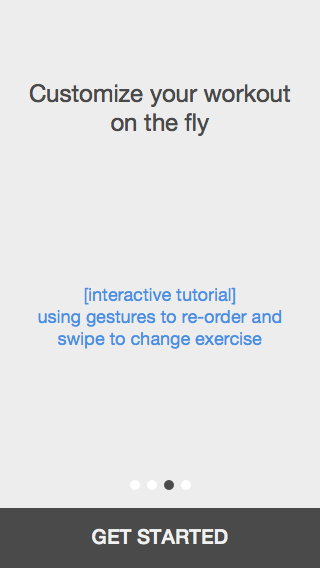 Customize your workout
on the fly
[interactive tutorial]
using gestures to re-order and
swipe to change exercise
GET STARTED